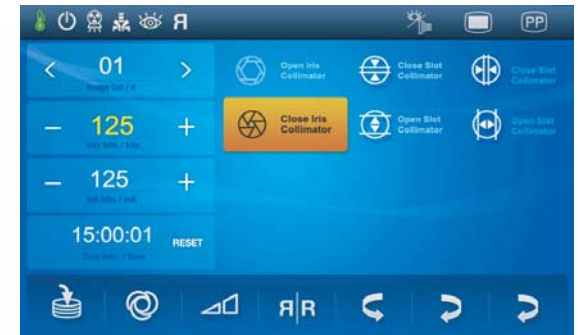 Я
PP
< 01 >
Open Iris
Collimator
Close Slot
Collimator
Close Slot
Collimator
− 125 +
Close Iris
Collimator
Open Slot
Collimator
Open Slot
Collimator
− 125 +
15:00:01 RESET
Я|R